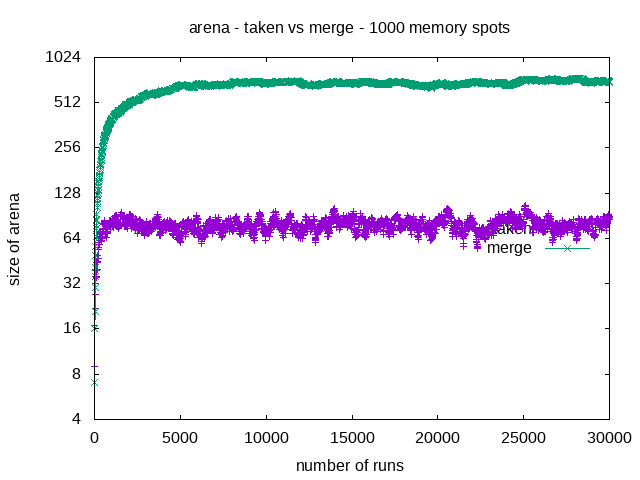 arena - taken vs merge - 1000 memory spots
size of arena
1024
512
256
128
64
32
16
8
4
taken
merge
0 5000 10000 15000 20000 25000 30000
number of runs